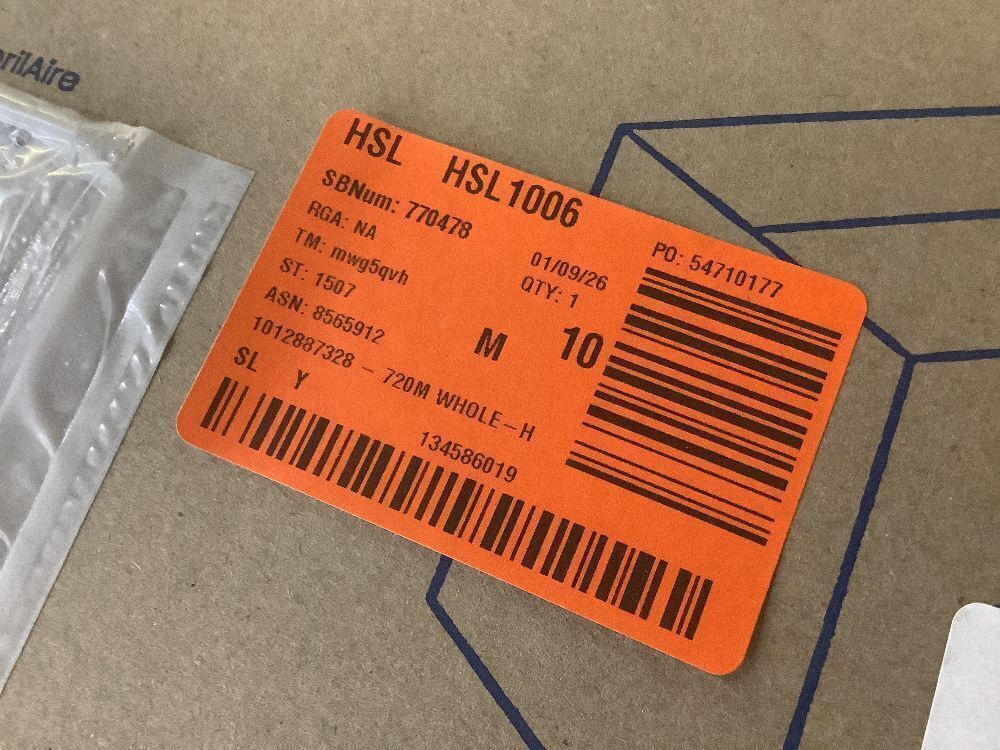 rilAire
HSL HSL1006
SBNum: 770478
RGA: NA
TM: mwg5qvh
ST: 1507
ASN: 8565912
01/09/26
QTY: 1
M 10
1012887328 - 720M WHOLE-H
SL Y
134586019
PO: 54710177